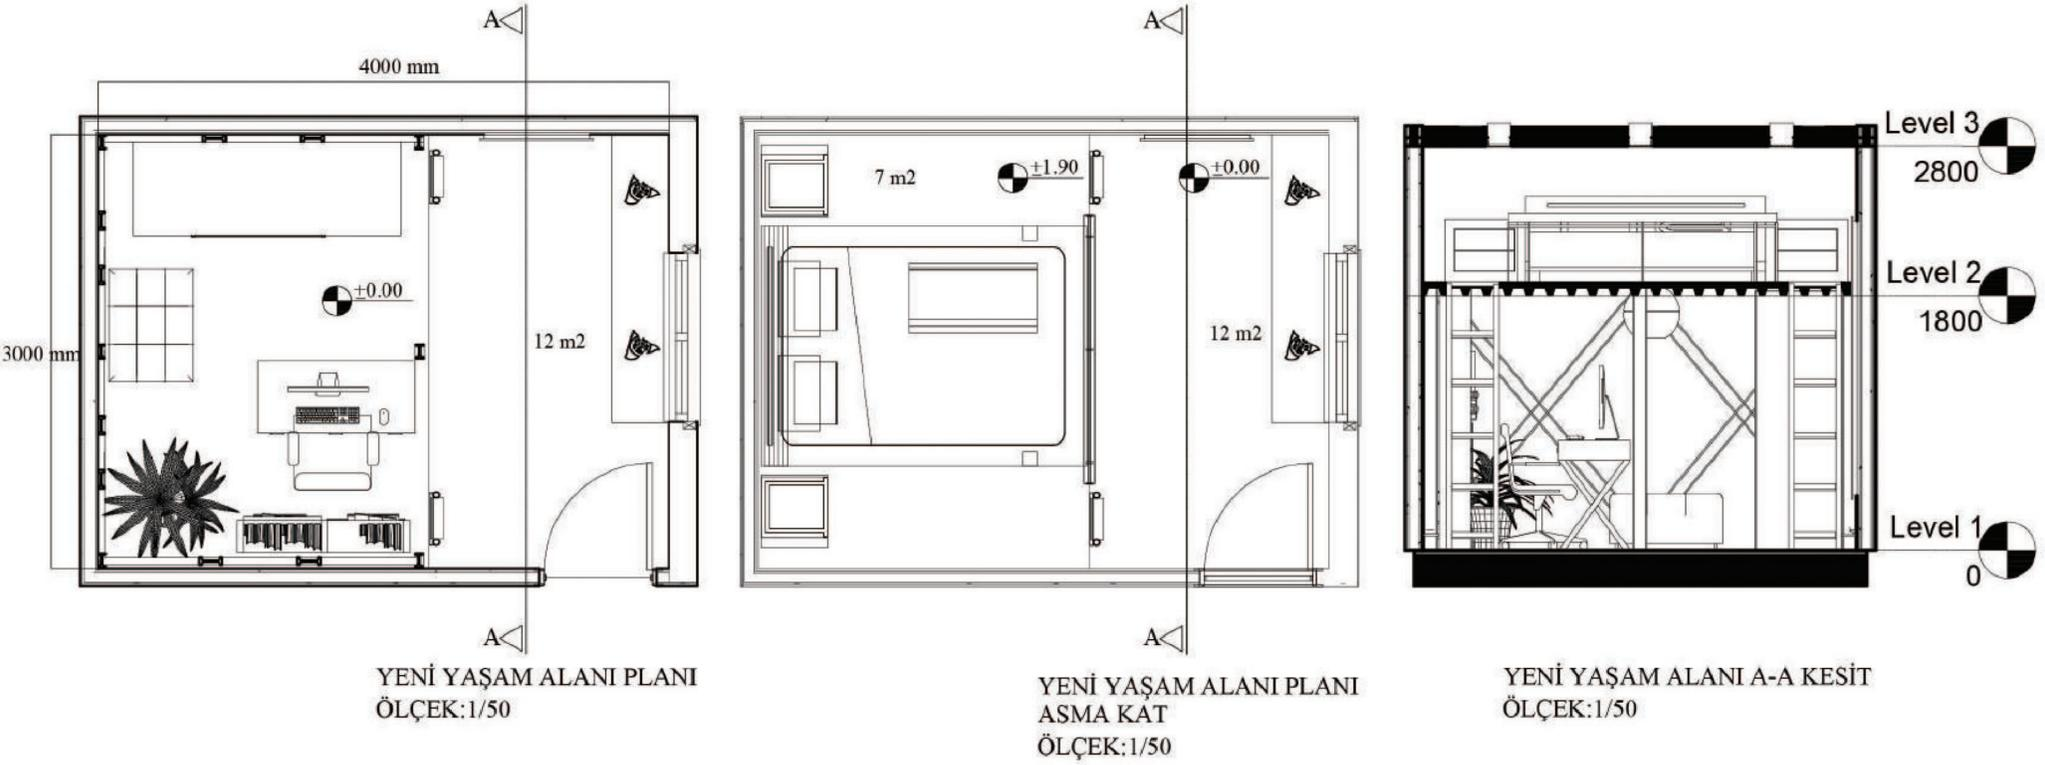 A
4000 mm
±0.00
3000 mm
12 m2
A
YENİ YAŞAM ALANI PLANI
ÖLÇEK:1/50
A
7 m2
±1.90
±0.00
12 m2
A
YENİ YAŞAM ALANI PLANI
ASMA KAT
ÖLÇEK:1/50
Level 3
2800
Level 2
1800
Level 1
0
YENİ YAŞAM ALANI A-A KESİT
ÖLÇEK:1/50